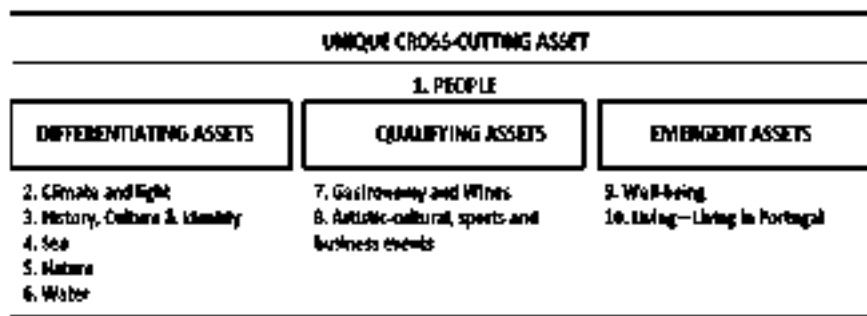 UNIQUE CROSS-CUTTING ASSET
1. PEOPLE
DIFFERENTIATING ASSETS
QUALIFYING ASSETS
EMERGENT ASSETS
2. Climate and light
3. History, Culture & Identity
4. Sea
5. Nature
6. Water
7. Gastronomy and Wines
8. Artistic-cultural, sports and
business events
9. Well-being
10. Living—Living in Portugal